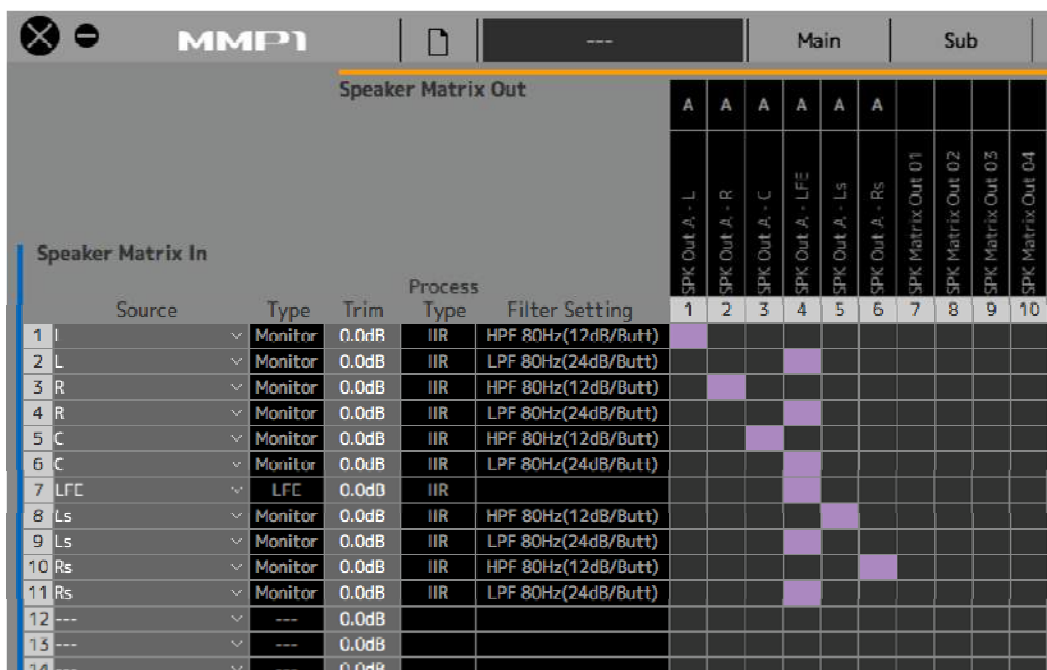 MMP1 --- Main Sub
Speaker Matrix Out
A A A A A A
SPK Out A - L
SPK Out A - R
SPK Out A - C
SPK Out A - LFE
SPK Out A - Ls
SPK Out A - Rs
SPK Matrix Out 01
SPK Matrix Out 02
SPK Matrix Out 03
SPK Matrix Out 04
Speaker Matrix In
Source Type Trim Process Type Filter Setting 1 2 3 4 5 6 7 8 9 10
1 L Monitor 0.0dB IIR HPF 80Hz(12dB/Butt)
2 L Monitor 0.0dB IIR LPF 80Hz(24dB/Butt)
3 R Monitor 0.0dB IIR HPF 80Hz(12dB/Butt)
4 R Monitor 0.0dB IIR LPF 80Hz(24dB/Butt)
5 C Monitor 0.0dB IIR HPF 80Hz(12dB/Butt)
6 C Monitor 0.0dB IIR LPF 80Hz(24dB/Butt)
7 LFE LFE 0.0dB IIR
8 Ls Monitor 0.0dB IIR HPF 80Hz(12dB/Butt)
9 Ls Monitor 0.0dB IIR LPF 80Hz(24dB/Butt)
10 Rs Monitor 0.0dB IIR HPF 80Hz(12dB/Butt)
11 Rs Monitor 0.0dB IIR LPF 80Hz(24dB/Butt)
12 --- --- 0.0dB
13 --- --- 0.0dB
14 --- --- 0.0dB